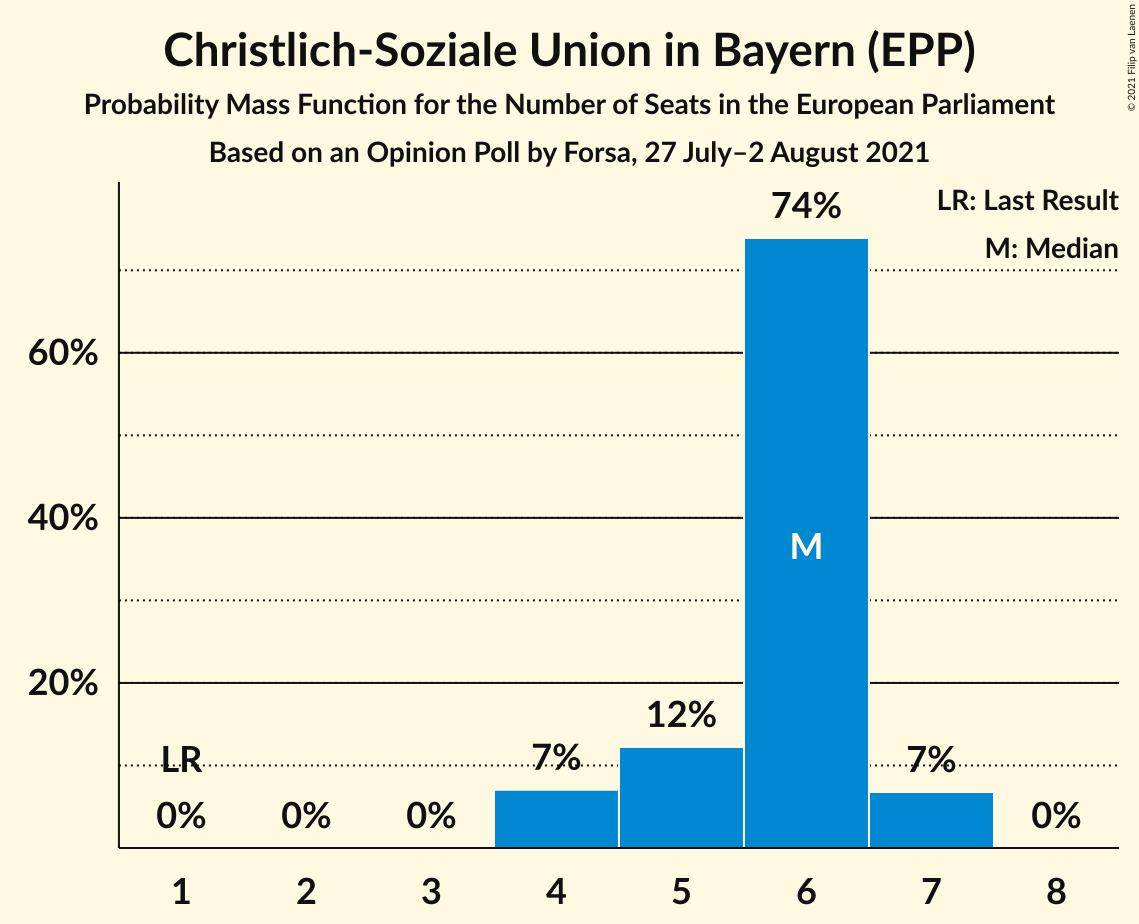 Christlich-Soziale Union in Bayern (EPP)
Probability Mass Function for the Number of Seats in the European Parliament
Based on an Opinion Poll by Forsa, 27 July–2 August 2021
© 2021 Filip van Laenen
LR: Last Result
M: Median
74%
60%
40%
M
20%
12%
LR
7%
7%
0%
0%
0%
0%
1
2
3
4
5
6
7
8